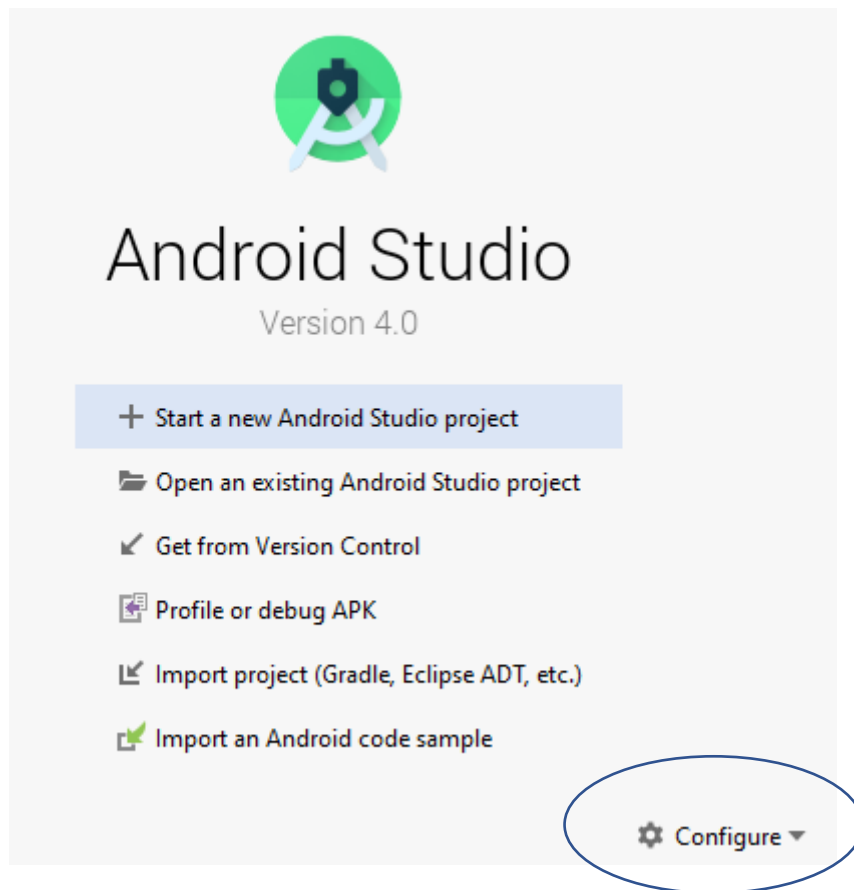 Android Studio
Version 4.0
Start a new Android Studio project
Open an existing Android Studio project
Get from Version Control
Profile or debug APK
Import project (Gradle, Eclipse ADT, etc.)
Import an Android code sample
Configure